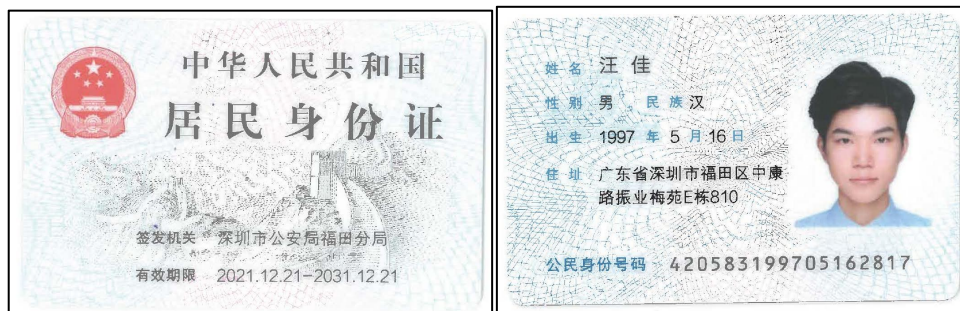 中华人民共和国
居民身份证
签发机关 深圳市公安局福田分局
有效期限 2021.12.21-2031.12.21
姓名 汪佳
性别 男 民族 汉
出生 1997 年 5 月 16 日
住址 广东省深圳市福田区中康
路振业梅苑E栋810
公民身份号码 420583199705162817